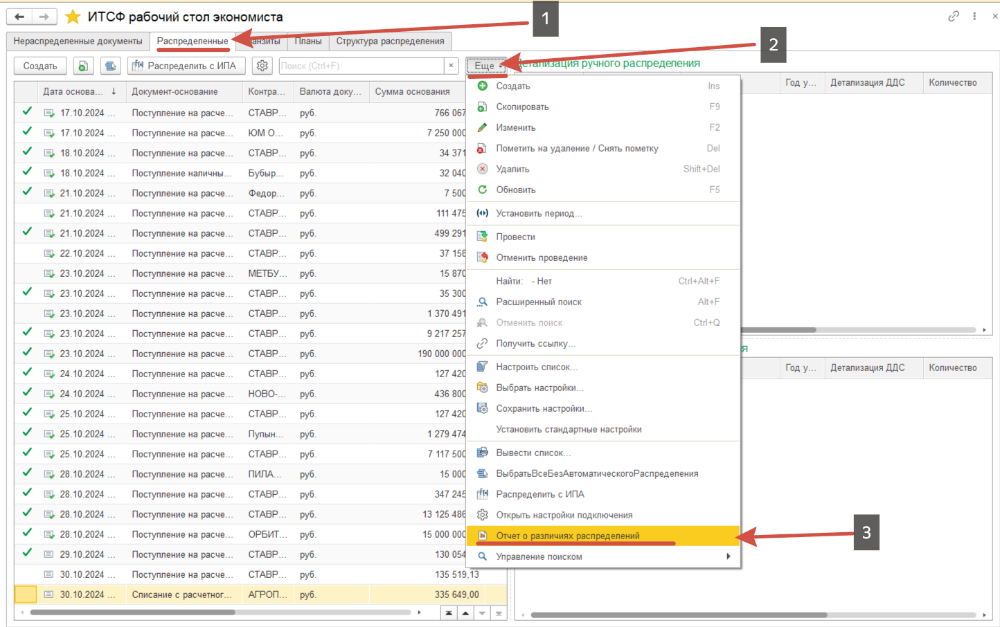 ИТСФ рабочий стол экономиста
1
Нераспределенные документы Распределенные Планы Структура распределения
2
Создать Распределить с ИПА Поиск (Ctrl+F) × Еще
Детализация ручного распределения
Дата основа... ↓ Документ-основание Контра... Валюта доку... Сумма основания
Год у... Детализация ДДС Количество
17.10.2024 ... Поступление на расче... СТАВР... руб. 766 067
17.10.2024 ... Поступление на расче... ЮМ О... руб. 7 250 000
18.10.2024 ... Поступление на расче... СТАВР... руб. 34 371
18.10.2024 ... Поступление наличны... Бубыр... руб. 32 040
21.10.2024 ... Поступление на расче... Федор... руб. 7 500
21.10.2024 ... Поступление на расче... СТАВР... руб. 111 475
21.10.2024 ... Поступление на расче... СТАВР... руб. 499 291
22.10.2024 ... Поступление на расче... СТАВР... руб. 37 158
23.10.2024 ... Поступление на расче... МЕТБУ... руб. 15 870
23.10.2024 ... Поступление на расче... СТАВР... руб. 35 300
23.10.2024 ... Поступление на расче... СТАВР... руб. 1 370 491
23.10.2024 ... Поступление на расче... СТАВР... руб. 9 217 257
23.10.2024 ... Поступление на расче... СТАВР... руб. 190 000 000
24.10.2024 ... Поступление на расче... СТАВР... руб. 127 420
24.10.2024 ... Поступление на расче... НОВО-... руб. 436 800
25.10.2024 ... Поступление на расче... СТАВР... руб. 127 420
25.10.2024 ... Поступление на расче... Пупын... руб. 1 279 474
25.10.2024 ... Поступление на расче... СТАВР... руб. 7 117 500
28.10.2024 ... Поступление на расче... ПИЛА... руб. 15 000
28.10.2024 ... Поступление на расче... СТАВР... руб. 347 245
28.10.2024 ... Поступление на расче... СТАВР... руб. 13 125 486
28.10.2024 ... Поступление на расче... ОРБИТ... руб. 15 000 000
29.10.2024 ... Поступление на расче... СТАВР... руб. 130 054
30.10.2024 ... Поступление на расче... СТАВР... руб. 135 519,13
30.10.2024 ... Списание с расчетног... АГРОП... руб. 335 649,00
Создать Ins
Скопировать F9
Изменить F2
Пометить на удаление / Снять пометку Del
Удалить Shift+Del
Обновить F5
Установить период...
Провести
Отменить проведение
Найти: - Нет Ctrl+Alt+F
Расширенный поиск Alt+F
Отменить поиск Ctrl+Q
Получить ссылку...
Настроить список...
Выбрать настройки...
Сохранить настройки...
Установить стандартные настройки
Вывести список...
ВыбратьВсеБезАвтоматическогоРаспределения
Распределить с ИПА
Открыть настройки подключения
Отчет о различиях распределений
Управление поиском
3
Год у... Детализация ДДС Количество